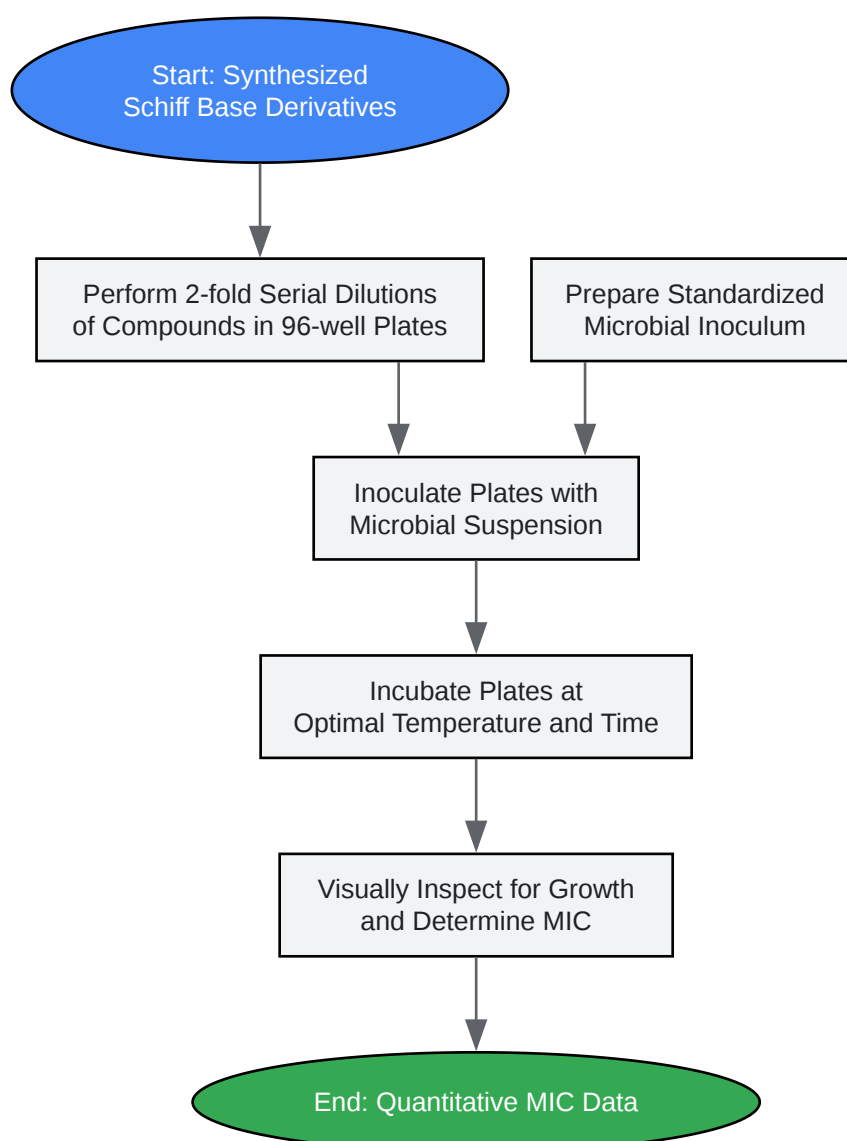 Start: Synthesized
Schiff Base Derivatives
Perform 2-fold Serial Dilutions
of Compounds in 96-well Plates
Prepare Standardized
Microbial Inoculum
Inoculate Plates with
Microbial Suspension
Incubate Plates at
Optimal Temperature and Time
Visually Inspect for Growth
and Determine MIC
End: Quantitative MIC Data